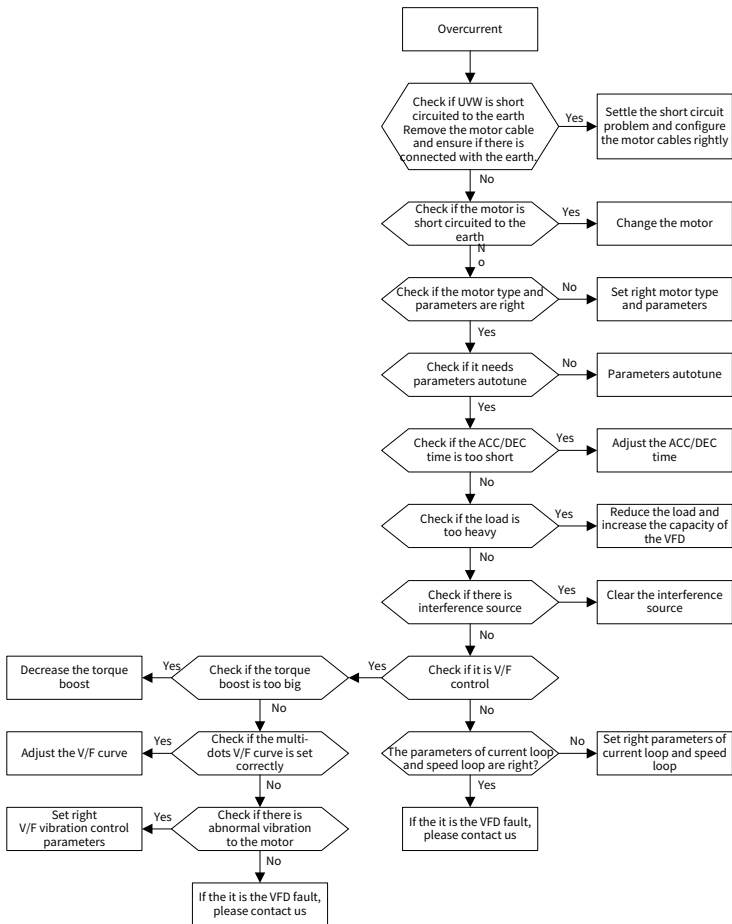 Overcurrent
Check if UVW is short
circuited to the earth
Remove the motor cable
and ensure if there is
connected with the earth.
Yes
Settle the short circuit
problem and configure
the motor cables rightly
No
Check if the motor is
short circuited to the
earth
Yes
Change the motor
N
o
Check if the motor type and
parameters are right
No
Set right motor type
and parameters
Yes
Check if it needs
parameters autotune
No
Parameters autotune
Yes
Check if the ACC/DEC
time is too short
Yes
Adjust the ACC/DEC
time
No
Check if the load is
too heavy
Yes
Reduce the load and
increase the capacity of
the VFD
No
Check if there is
interference source
Yes
Clear the interference
source
No
Check if it is V/F
control
Yes
Check if the torque
boost is too big
Yes
Decrease the torque
boost
No
Check if the multi-
dots V/F curve is set
correctly
Yes
Adjust the V/F curve
No
Check if there is
abnormal vibration
to the motor
Yes
Set right
V/F vibration control
parameters
No
If the it is the VFD fault,
please contact us
No
The parameters of current loop
and speed loop are right?
No
Set right parameters of
current loop and speed
loop
Yes
If the it is the VFD fault,
please contact us